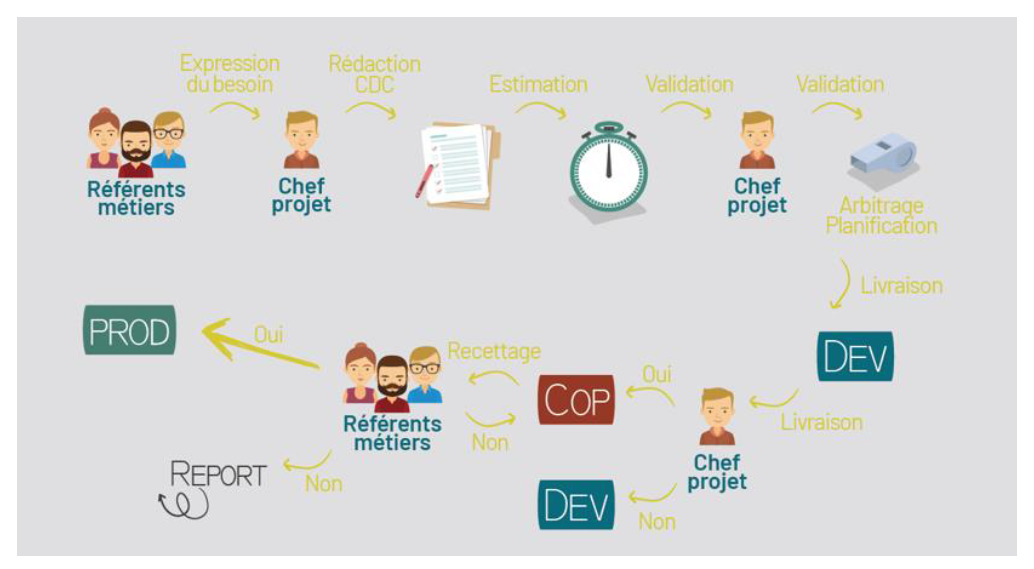 Expression
du besoin
Rédaction
CDC
Estimation
Validation
Validation
Référents
métiers
Chef
projet
Chef
projet
Arbitrage
Planification
Livraison
DEV
Livraison
Chef
projet
Oui
COP
Non
DEV
Recettage
Non
Référents
métiers
Oui
PROD
Non
REPORT